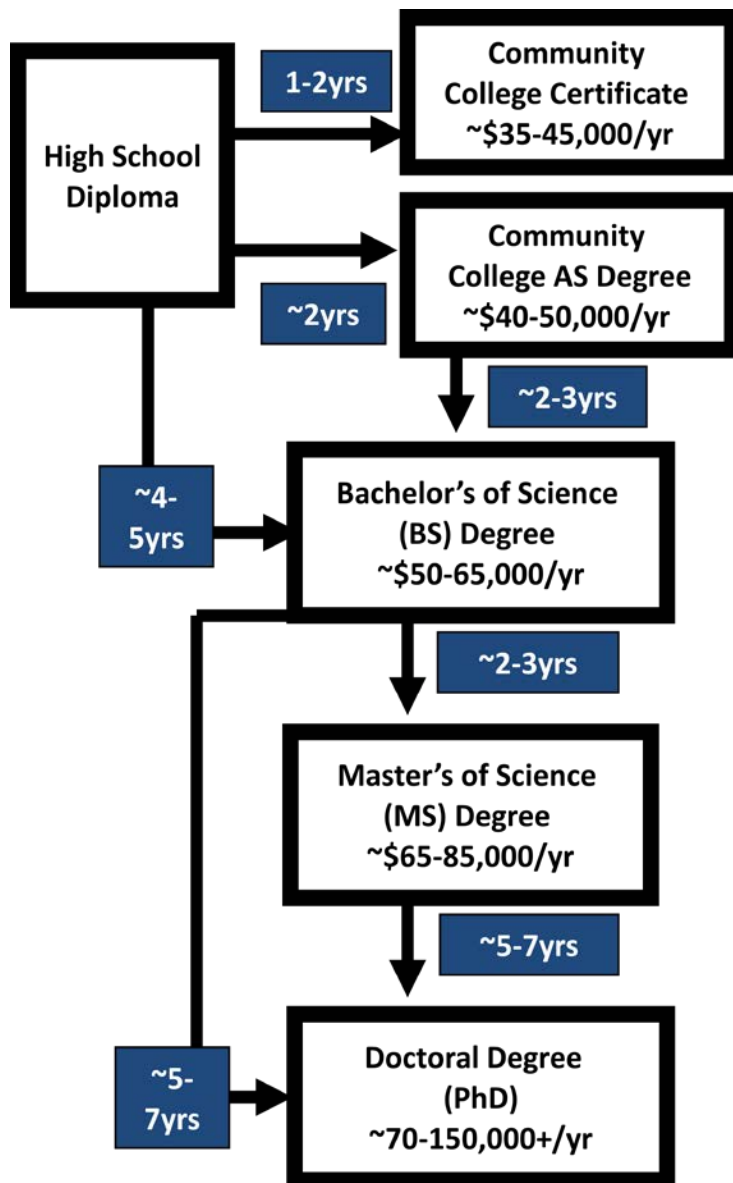 High School
Diploma
1-2yrs
Community
College Certificate
~$35-45,000/yr
~2yrs
Community
College AS Degree
~$40-50,000/yr
~2-3yrs
~4-
5yrs
Bachelor’s of Science
(BS) Degree
~$50-65,000/yr
~2-3yrs
Master’s of Science
(MS) Degree
~$65-85,000/yr
~5-7yrs
~5-
7yrs
Doctoral Degree
(PhD)
~70-150,000+/yr